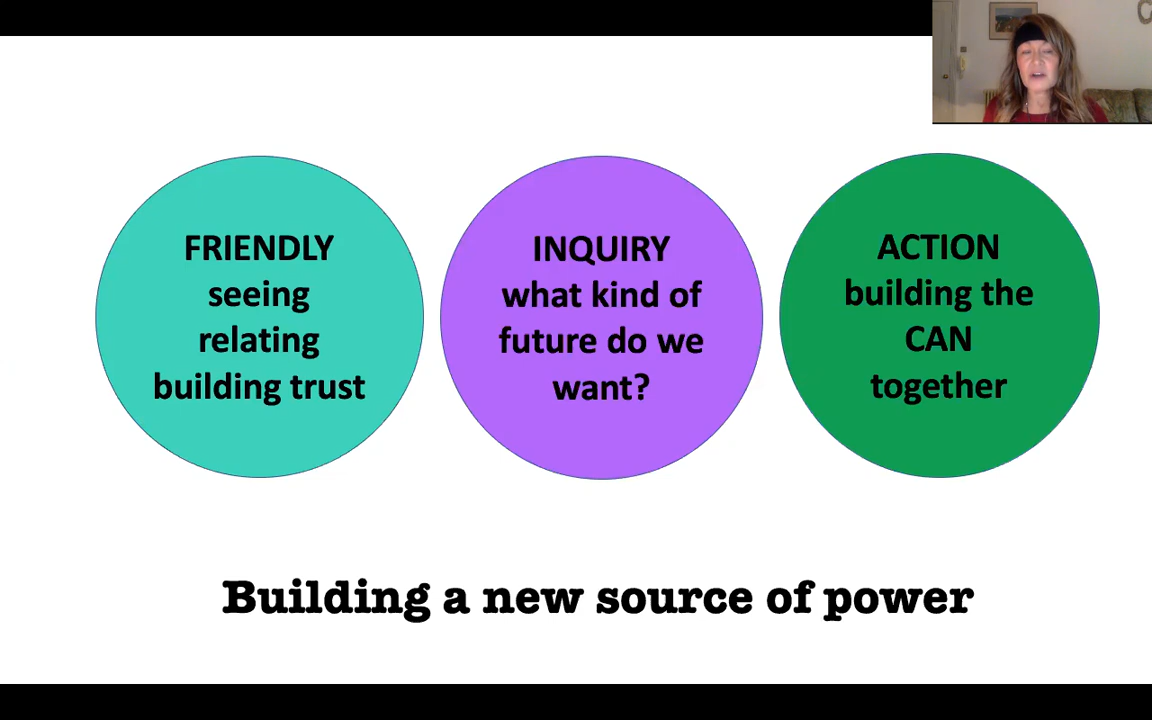 FRIENDLY
seeing
relating
building trust
INQUIRY
what kind of
future do we
want?
ACTION
building the
CAN
together
Building a new source of power